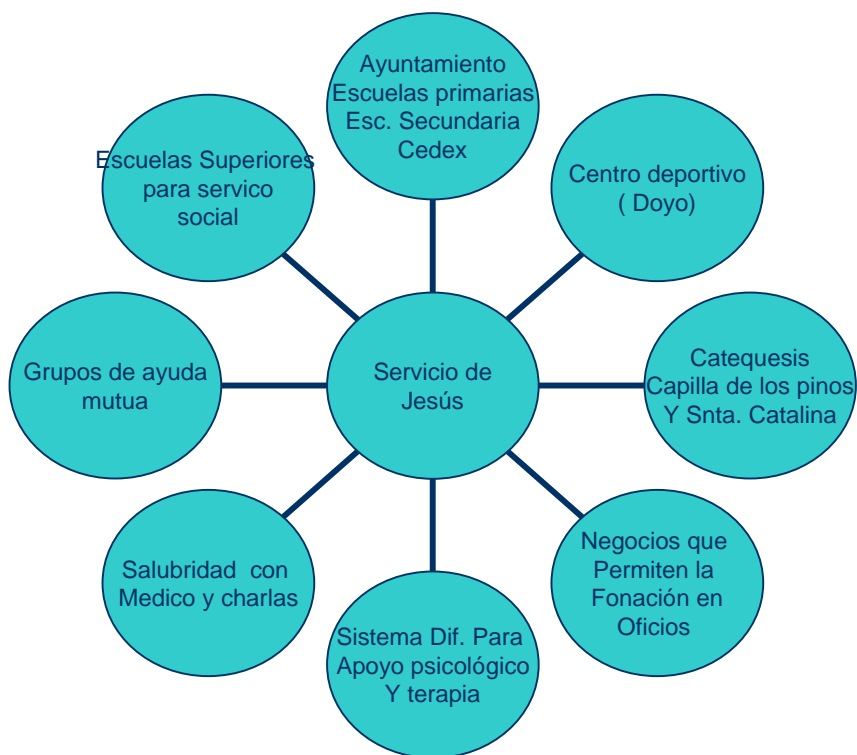 Ayuntamiento
Escuelas primarias
Esc. Secundaria
Cedex
Escuelas Superiores
para servico
social
Centro deportivo
( Doyo)
Grupos de ayuda
mutua
Servicio de
Jesús
Catequesis
Capilla de los pinos
Y Snta. Catalina
Salubridad con
Medico y charlas
Negocios que
Permiten la
Fonación en
Oficios
Sistema Dif. Para
Apoyo psicológico
Y terapia